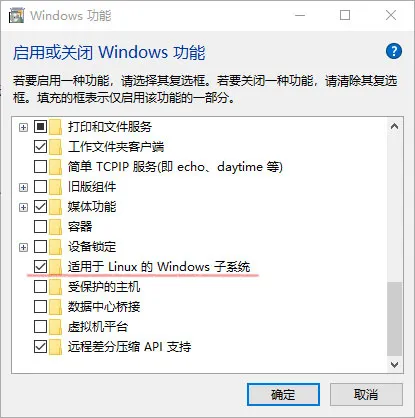 Windows 功能
启用或关闭 Windows 功能
若要启用一种功能，请选择其复选框。若要关闭一种功能，请清除其复选
框。填充的框表示仅启用该功能的一部分。
打印和文件服务
工作文件夹客户端
简单 TCPIP 服务(即 echo、daytime 等)
旧版组件
媒体功能
容器
设备锁定
适用于 Linux 的 Windows 子系统
受保护的主机
数据中心桥接
虚拟机平台
远程差分压缩 API 支持
确定
取消